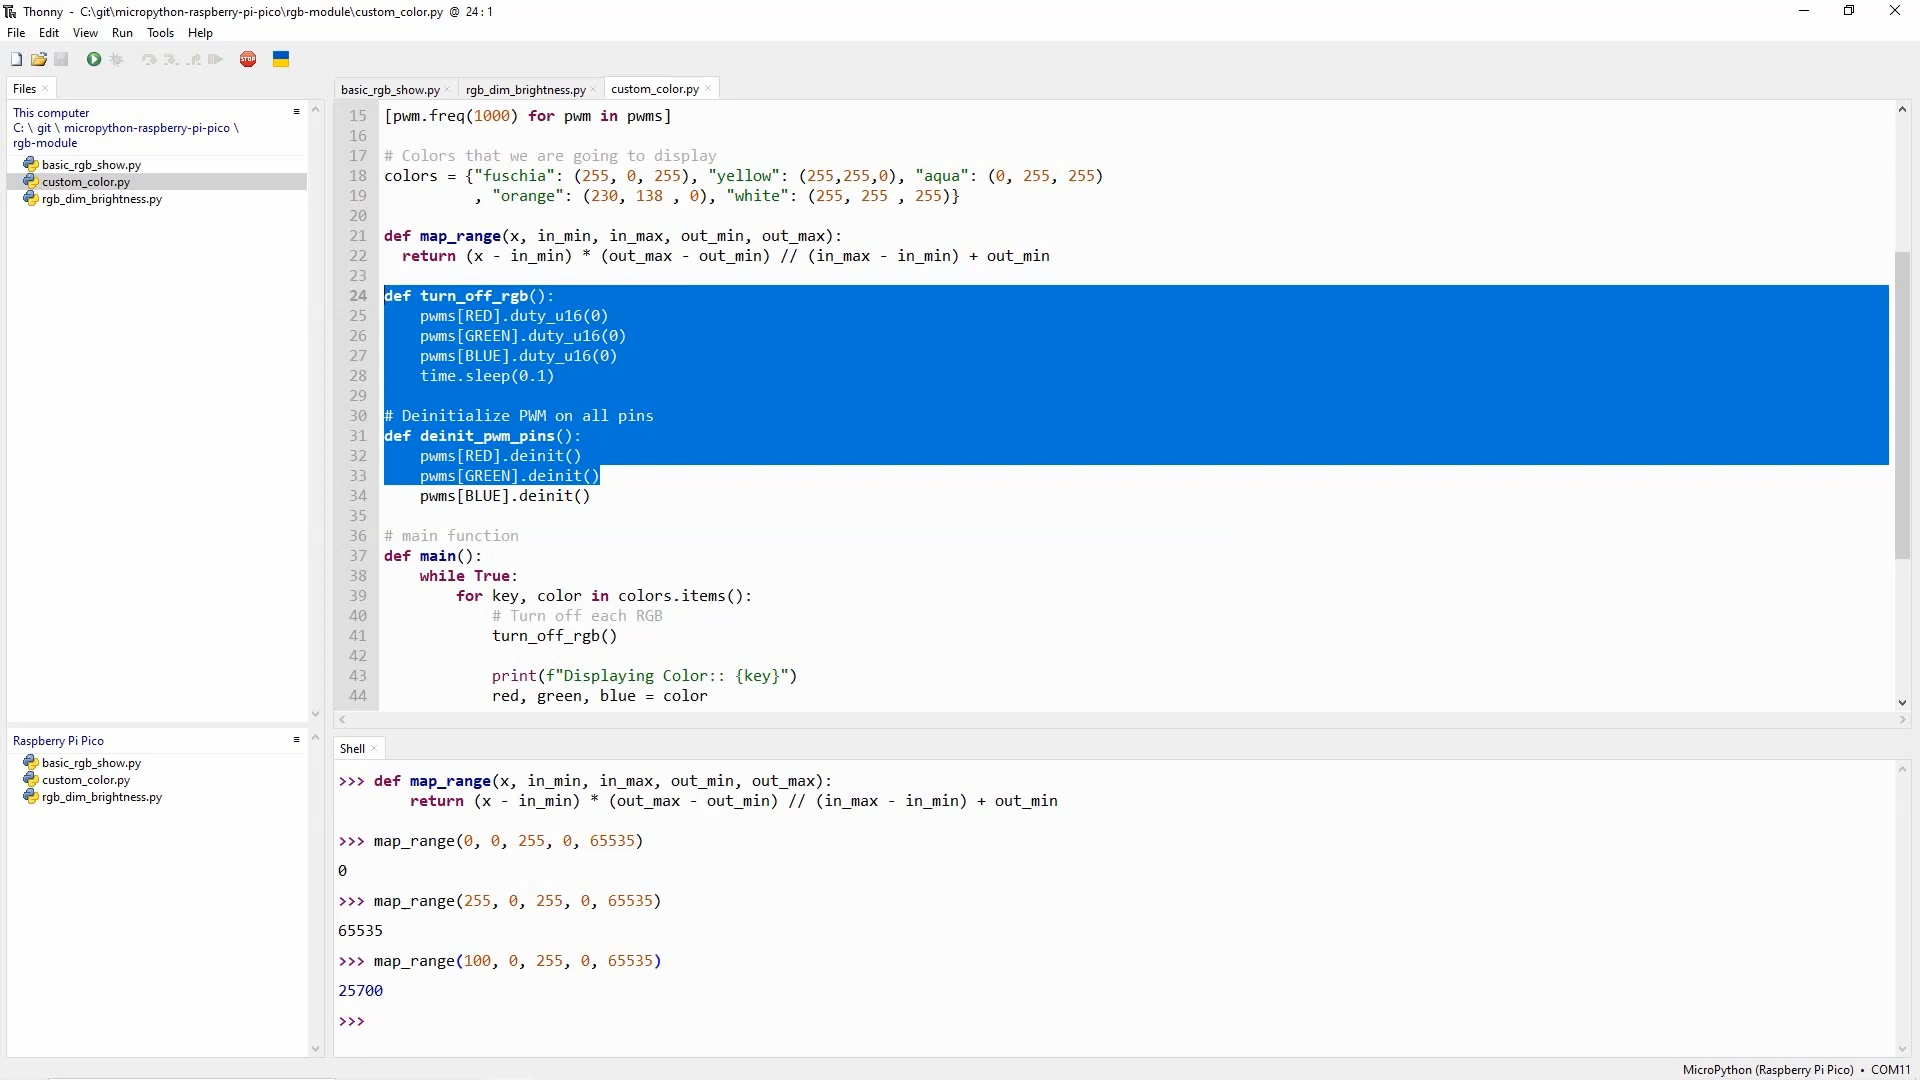 Thonny - C:\git\micropython-raspberry-pi-pico\rgb-module\custom_color.py @ 24 : 1
File Edit View Run Tools Help
STOP
Files
This computer
C: \ git \ micropython-raspberry-pi-pico \
rgb-module
basic_rgb_show.py
custom_color.py
rgb_dim_brightness.py
Raspberry Pi Pico
basic_rgb_show.py
custom_color.py
rgb_dim_brightness.py
basic_rgb_show.py rgb_dim_brightness.py custom_color.py
15 [pwm.freq(1000) for pwm in pwms]
16
17 # Colors that we are going to display
18 colors = {"fuschia": (255, 0, 255), "yellow": (255,255,0), "aqua": (0, 255, 255)
19 , "orange": (230, 138 , 0), "white": (255, 255 , 255)}
20
21 def map_range(x, in_min, in_max, out_min, out_max):
22 return (x - in_min) * (out_max - out_min) // (in_max - in_min) + out_min
23
24 def turn_off_rgb():
25 pwms[RED].duty_u16(0)
26 pwms[GREEN].duty_u16(0)
27 pwms[BLUE].duty_u16(0)
28 time.sleep(0.1)
29
30 # Deinitialize PWM on all pins
31 def deinit_pwm_pins():
32 pwms[RED].deinit()
33 pwms[GREEN].deinit()
34 pwms[BLUE].deinit()
35
36 # main function
37 def main():
38 while True:
39 for key, color in colors.items():
40 # Turn off each RGB
41 turn_off_rgb()
42
43 print(f"Displaying Color:: {key}")
44 red, green, blue = color
Shell
>>> def map_range(x, in_min, in_max, out_min, out_max):
return (x - in_min) * (out_max - out_min) // (in_max - in_min) + out_min
>>> map_range(0, 0, 255, 0, 65535)
0
>>> map_range(255, 0, 255, 0, 65535)
65535
>>> map_range(100, 0, 255, 0, 65535)
25700
>>>
MicroPython (Raspberry Pi Pico) • COM11